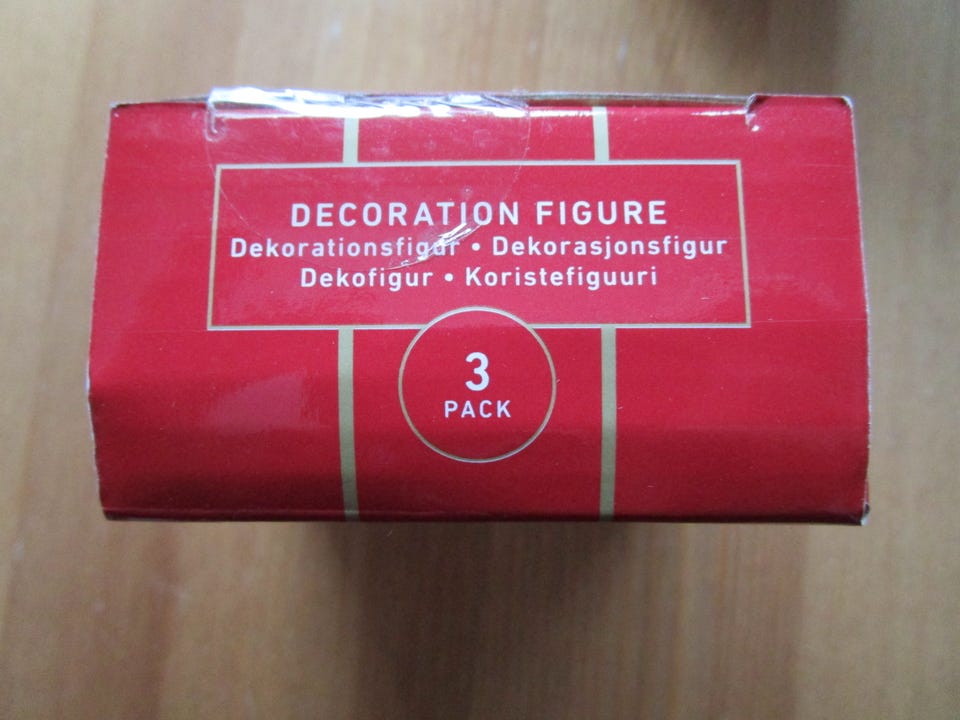 DECORATION FIGURE
Dekorationsfigur • Dekorasjonsfigur
Dekofigur • Koristefiguuri
3
PACK